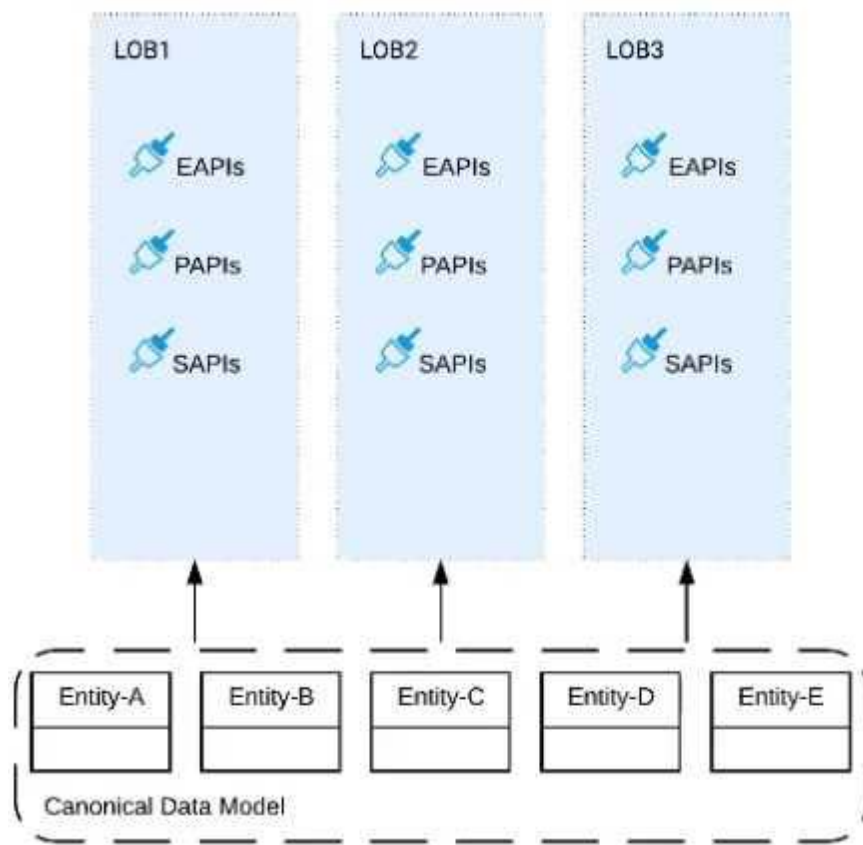 LOB1 LOB2 LOB3
EAPIs EAPIs EAPIs
PAPIs PAPIs PAPIs
SAPIs SAPIs SAPIs
Entity-A Entity-B Entity-C Entity-D Entity-E
Canonical Data Model